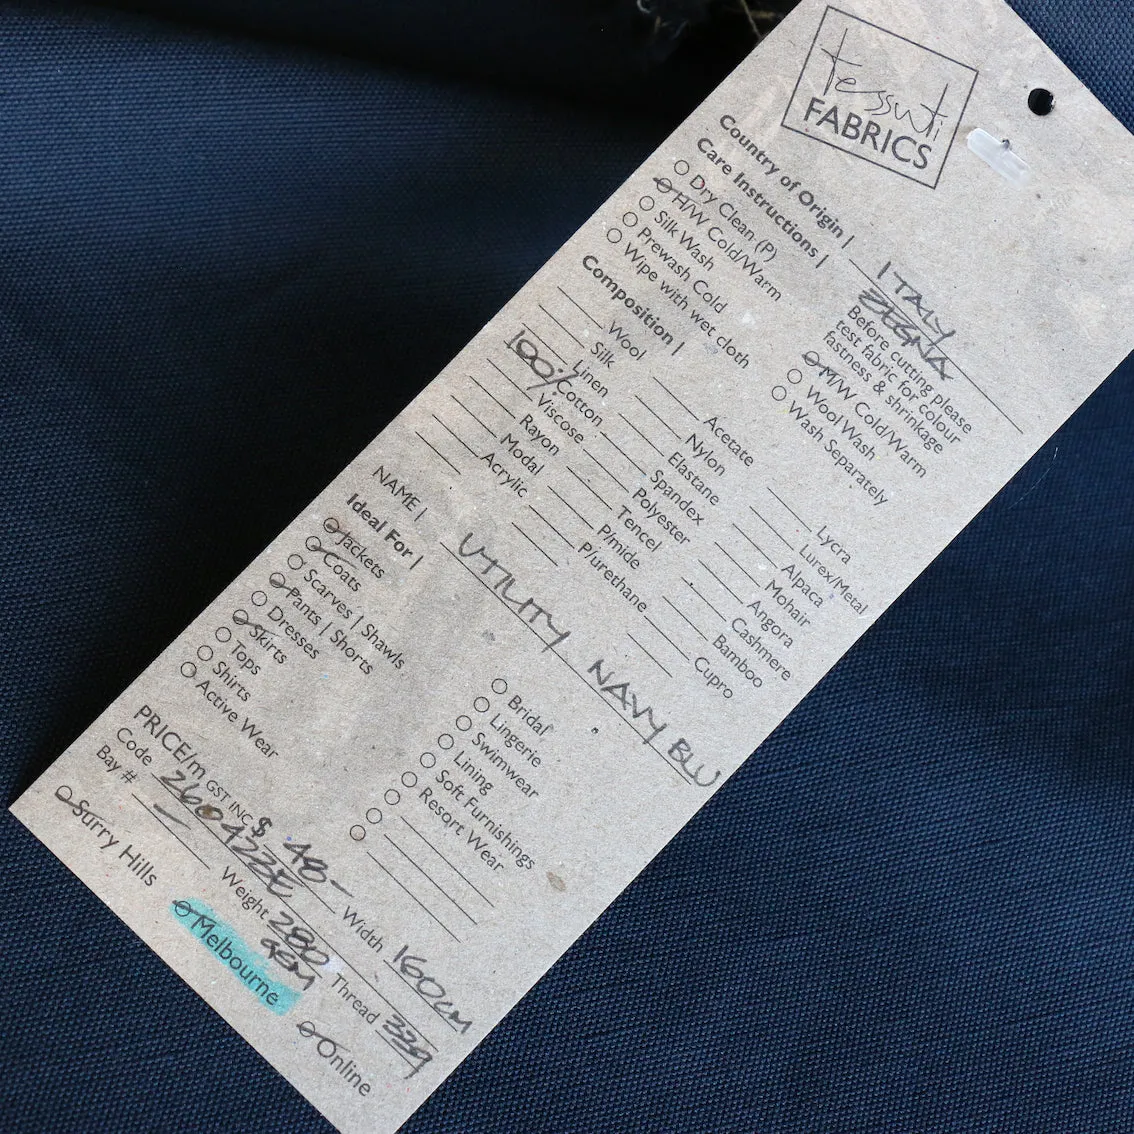 tessuti
FABRICS
Country of Origin | ITALY
ZEGNA
Care Instructions | Before cutting please
test fabric for colour
fastness & shrinkage
Dry Clean (P)
H/W Cold/Warm
M/W Cold/Warm
Silk Wash
Wool Wash
Prewash Cold
Wash Separately
Wipe with wet cloth
Composition |
Wool
Acetate
Lycra
Silk
Nylon
Lurex/Metal
Linen
Elastane
Alpaca
100% Cotton
Spandex
Mohair
Viscose
Polyester
Angora
Rayon
Tencel
Cashmere
Modal
P/mide
Bamboo
Acrylic
P/urethane
Cupro
NAME | UTILITY NAVY BLU
Ideal For |
Jackets
Bridal
Coats
Lingerie
Scarves | Shawls
Swimwear
Pants | Shorts
Lining
Dresses
Soft Furnishings
Skirts
Resort Wear
Tops
Shirts
Active Wear
PRICE/m GST INC $ 48- Width 160CM
Code Weight 280 GSM Thread 339
Bay # -
Surry Hills Melbourne Online